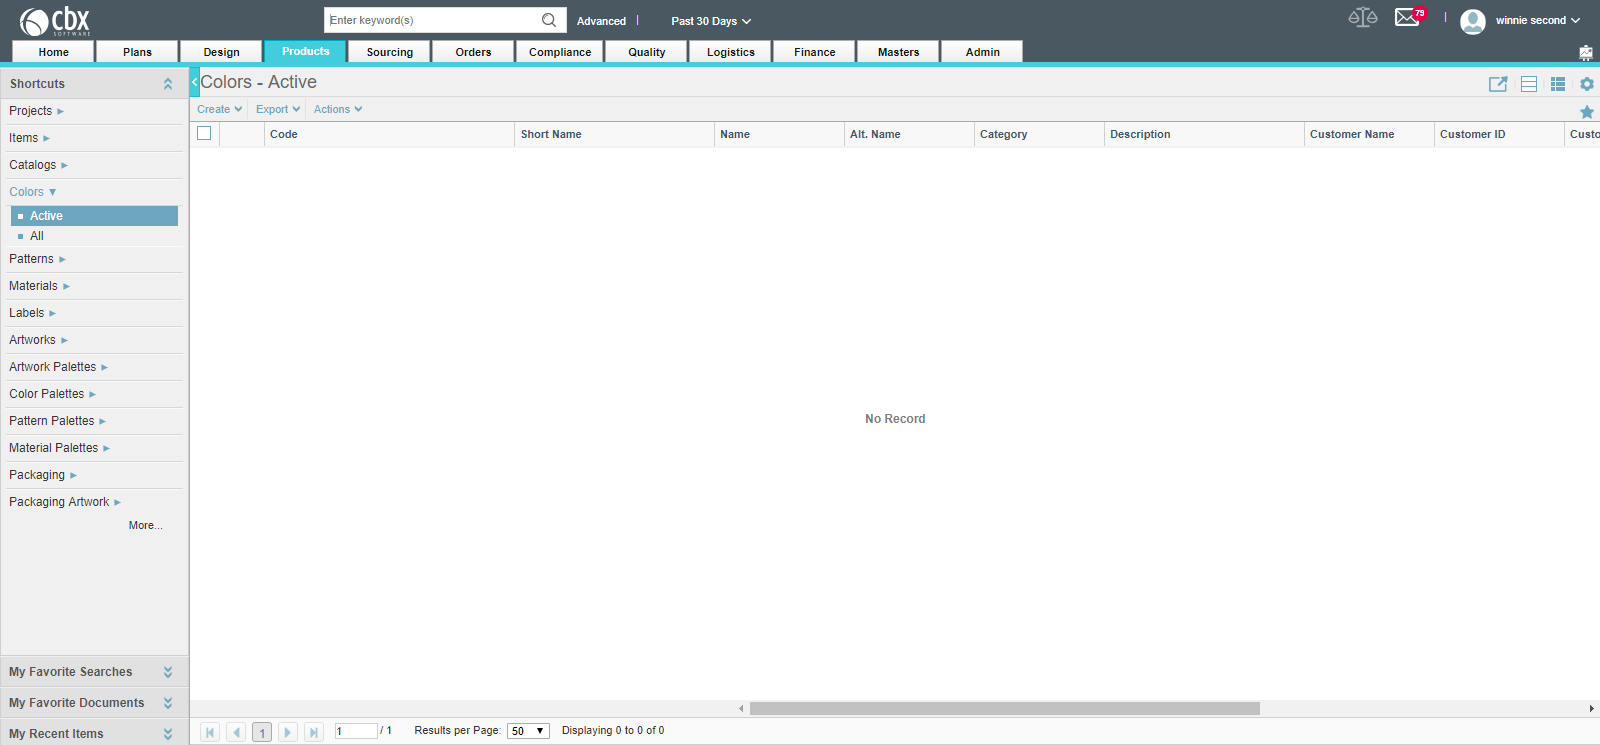 cbx
SOFTWARE
Enter keyword(s)
Advanced
Past 30 Days
79
winnie second
Home
Plans
Design
Products
Sourcing
Orders
Compliance
Quality
Logistics
Finance
Masters
Admin
Shortcuts
Projects
Items
Catalogs
Colors
Active
All
Patterns
Materials
Labels
Artworks
Artwork Palettes
Color Palettes
Pattern Palettes
Material Palettes
Packaging
Packaging Artwork
More...
My Favorite Searches
My Favorite Documents
My Recent Items
Colors - Active
Create
Export
Actions
Code
Short Name
Name
Alt. Name
Category
Description
Customer Name
Customer ID
Custo
No Record
1
1
/ 1
Results per Page:
50
Displaying 0 to 0 of 0